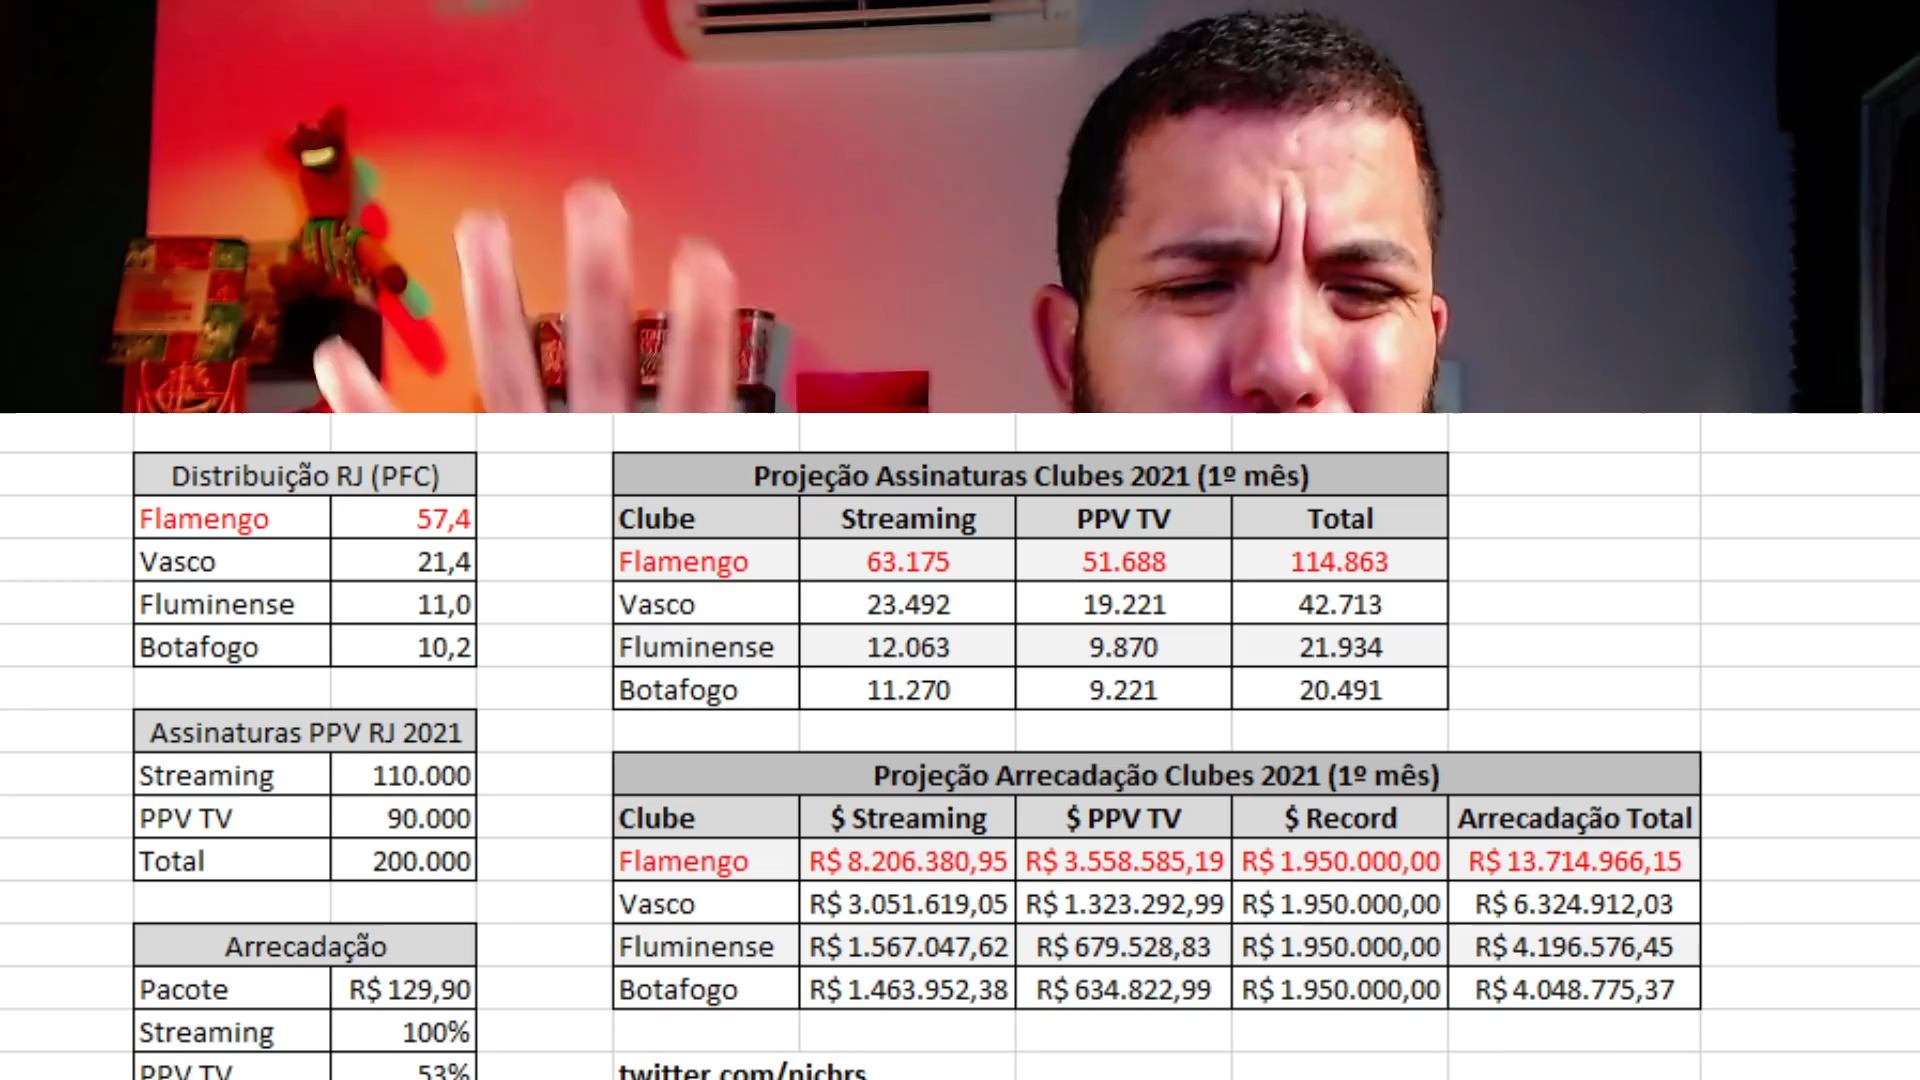 Distribuição RJ (PFC)
Flamengo 57,4
Vasco 21,4
Fluminense 11,0
Botafogo 10,2
Assinaturas PPV RJ 2021
Streaming 110.000
PPV TV 90.000
Total 200.000
Arrecadação
Pacote R$ 129,90
Streaming 100%
PPV TV 53%
Projeção Assinaturas Clubes 2021 (1º mês)
Clube Streaming PPV TV Total
Flamengo 63.175 51.688 114.863
Vasco 23.492 19.221 42.713
Fluminense 12.063 9.870 21.934
Botafogo 11.270 9.221 20.491
Projeção Arrecadação Clubes 2021 (1º mês)
Clube $ Streaming $ PPV TV $ Record Arrecadação Total
Flamengo R$ 8.206.380,95 R$ 3.558.585,19 R$ 1.950.000,00 R$ 13.714.966,15
Vasco R$ 3.051.619,05 R$ 1.323.292,99 R$ 1.950.000,00 R$ 6.324.912,03
Fluminense R$ 1.567.047,62 R$ 679.528,83 R$ 1.950.000,00 R$ 4.196.576,45
Botafogo R$ 1.463.952,38 R$ 634.822,99 R$ 1.950.000,00 R$ 4.048.775,37
twitter.com/nichrs